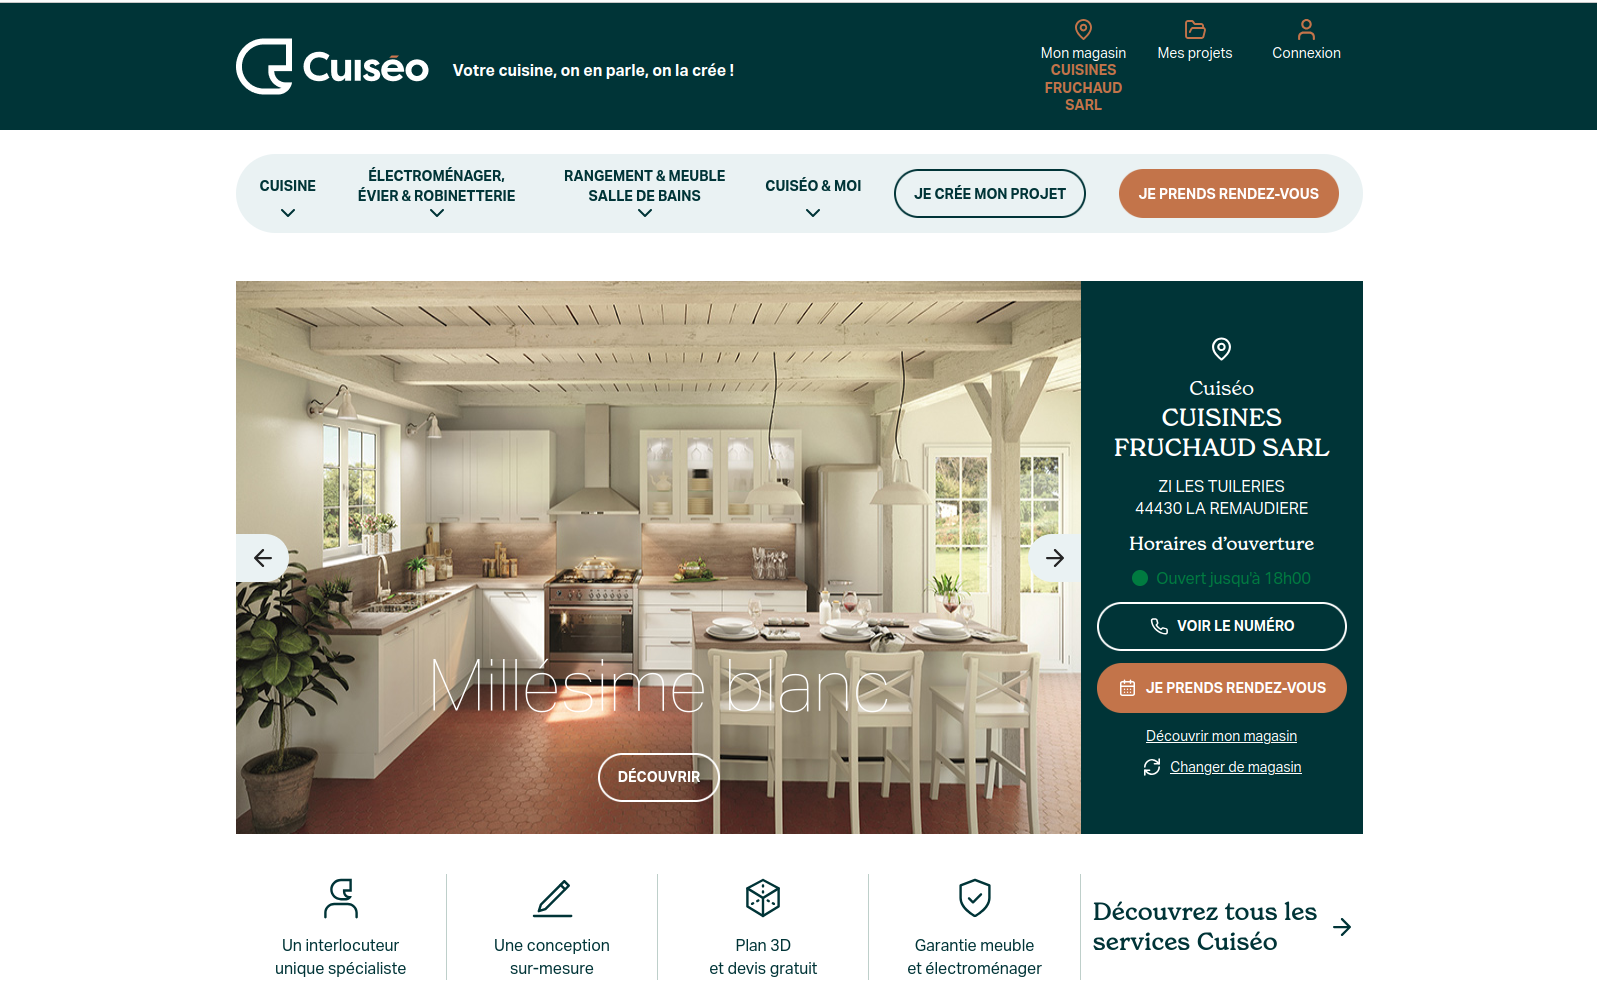 Cuiséo
Votre cuisine, on en parle, on la crée !
Mon magasin
CUISINES
FRUCHAUD
SARL
Mes projets
Connexion
CUISINE
ÉLECTROMÉNAGER,
ÉVIER & ROBINETTERIE
RANGEMENT & MEUBLE
SALLE DE BAINS
CUISÉO & MOI
JE CRÉE MON PROJET
JE PRENDS RENDEZ-VOUS
Millésime blanc
DÉCOUVRIR
Cuiséo
CUISINES
FRUCHAUD SARL
ZI LES TUILERIES
44430 LA REMAUDIERE
Horaires d’ouverture
Ouvert jusqu'à 18h00
VOIR LE NUMÉRO
JE PRENDS RENDEZ-VOUS
Découvrir mon magasin
Changer de magasin
Un interlocuteur
unique spécialiste
Une conception
sur-mesure
Plan 3D
et devis gratuit
Garantie meuble
et électroménager
Découvrez tous les
services Cuiséo